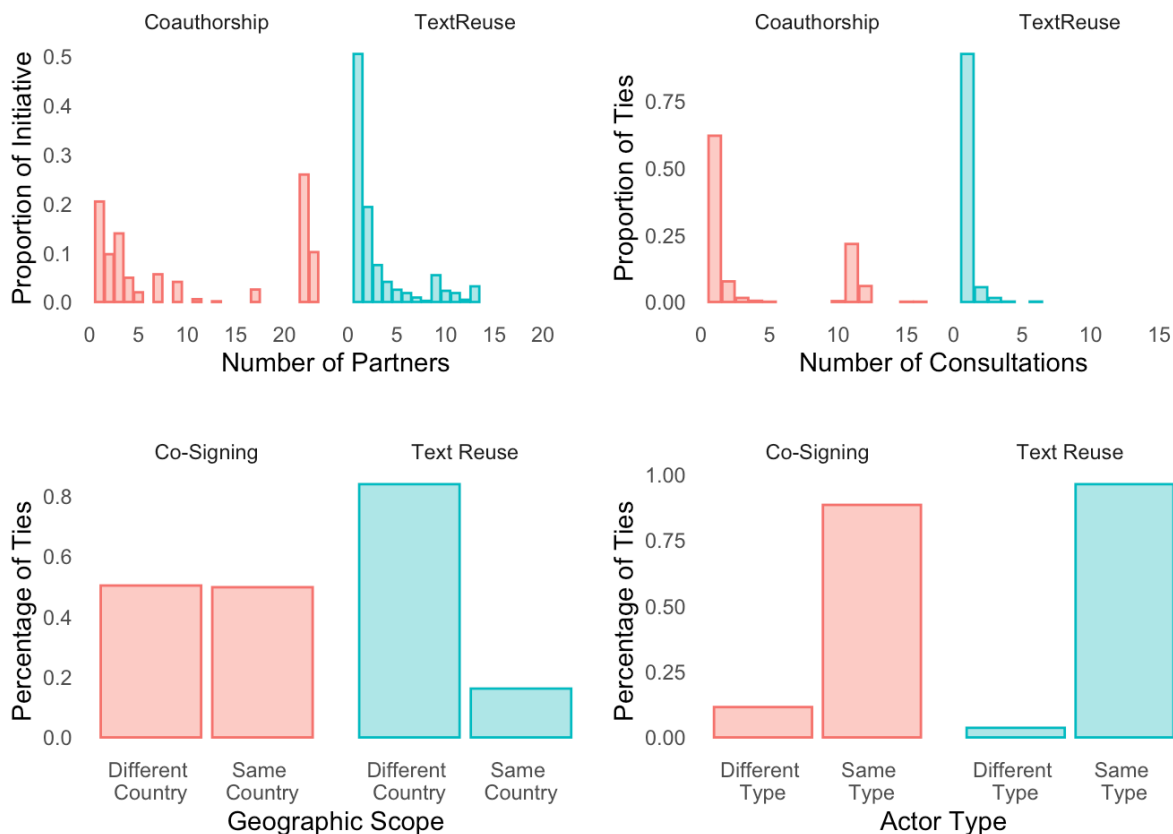 Coauthorship TextReuse
Proportion of Initiative
0.5
0.4
0.3
0.2
0.1
0.0
0 5 10 15 20 0 5 10 15 20
Number of Partners
Coauthorship TextReuse
Proportion of Ties
0.75
0.50
0.25
0.00
0 5 10 15 0 5 10 15
Number of Consultations
Co-Signing Text Reuse
Percentage of Ties
0.8
0.6
0.4
0.2
0.0
Different Same Different Same
Country Country Country Country
Geographic Scope
Co-Signing Text Reuse
Percentage of Ties
1.00
0.75
0.50
0.25
0.00
Different Same Different Same
Type Type Type Type
Actor Type